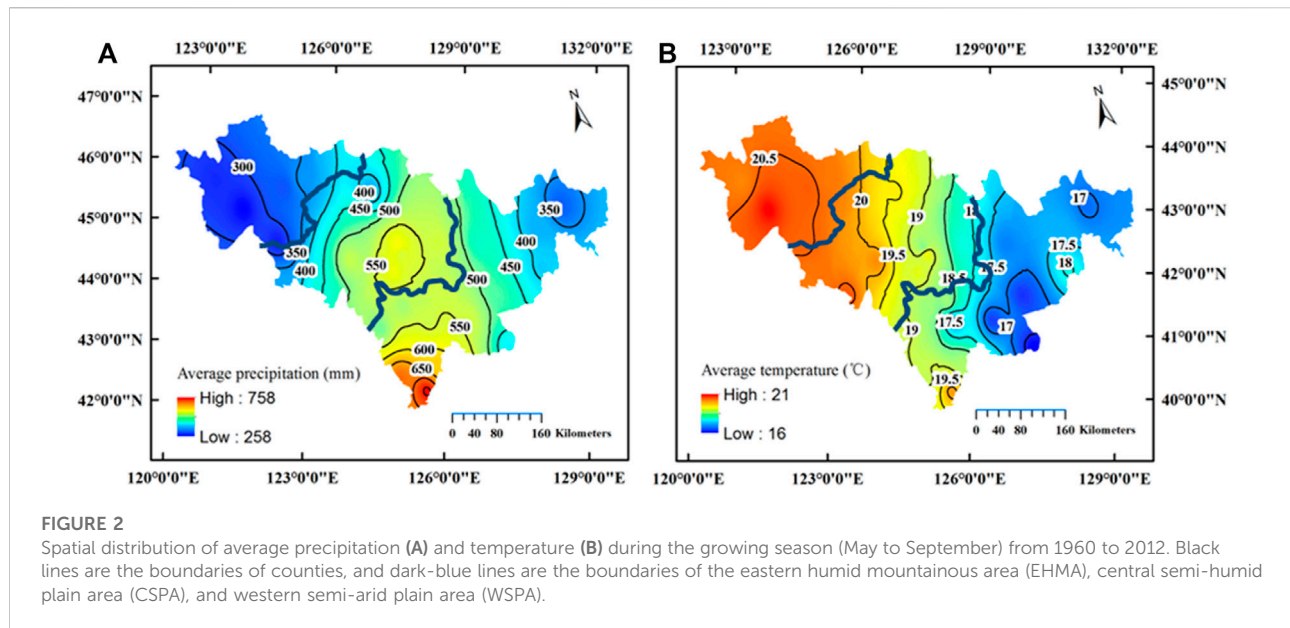 A
123°0'0"E 126°0'0"E 129°0'0"E 132°0'0"E
47°0'0"N
46°0'0"N
45°0'0"N
44°0'0"N
43°0'0"N
42°0'0"N
N
300
400
450
500
350
400
550
500
550
600
650
350
400
450
Average precipitation (mm)
High : 758
Low : 258
0 40 80 160 Kilometers
120°0'0"E 123°0'0"E 126°0'0"E 129°0'0"E
B
123°0'0"E 126°0'0"E 129°0'0"E 132°0'0"E
45°0'0"N
44°0'0"N
43°0'0"N
42°0'0"N
41°0'0"N
40°0'0"N
N
20.5
20
19
18
19.5
18.5
17.5
17
17.5
18
17.5
17
19
19.5
Average temperature (℃)
High : 21
Low : 16
0 40 80 160 Kilometers
120°0'0"E 123°0'0"E 126°0'0"E 129°0'0"E
FIGURE 2
Spatial distribution of average precipitation (A) and temperature (B) during the growing season (May to September) from 1960 to 2012. Black
lines are the boundaries of counties, and dark-blue lines are the boundaries of the eastern humid mountainous area (EHMA), central semi-humid
plain area (CSPA), and western semi-arid plain area (WSPA).